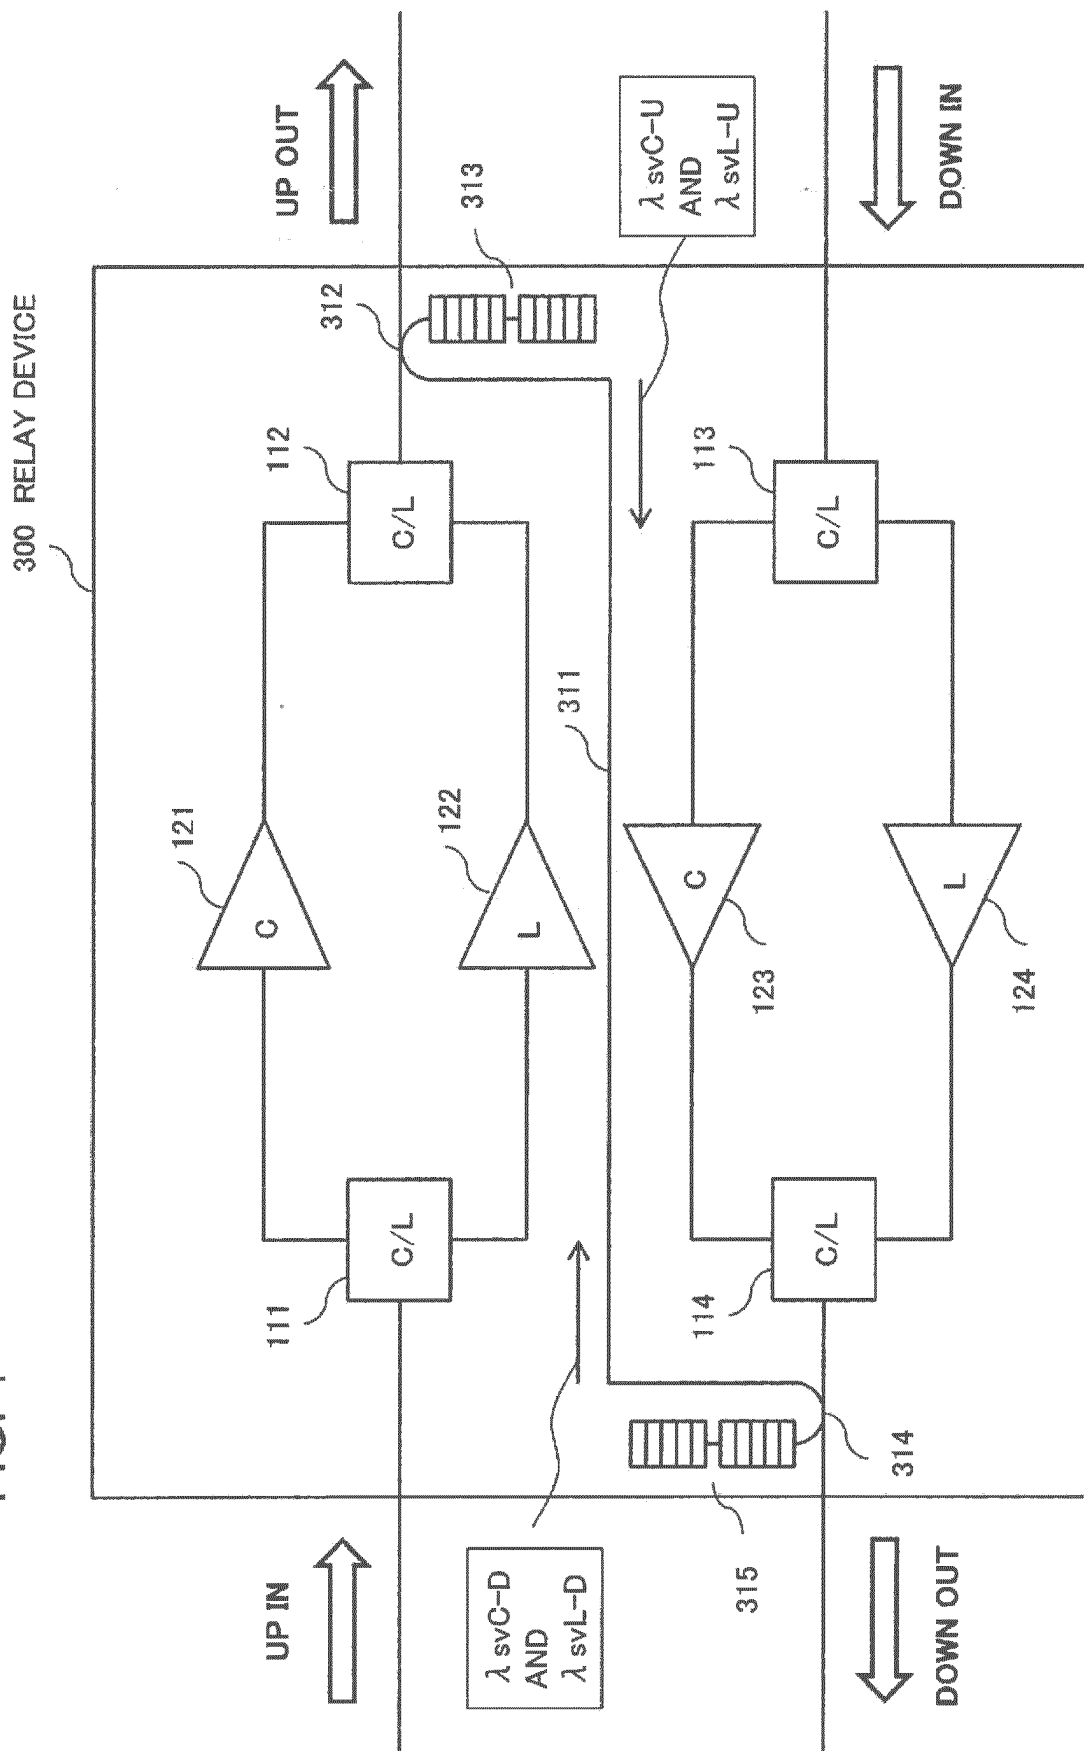 300 RELAY DEVICE
UP IN
UP OUT
121
C
111
C/L
112
C/L
312
313
122
L
λ svC-D
AND
λ svL-D
311
λ svC-U
AND
λ svL-U
315
114
C/L
C
123
113
C/L
314
L
124
DOWN OUT
DOWN IN